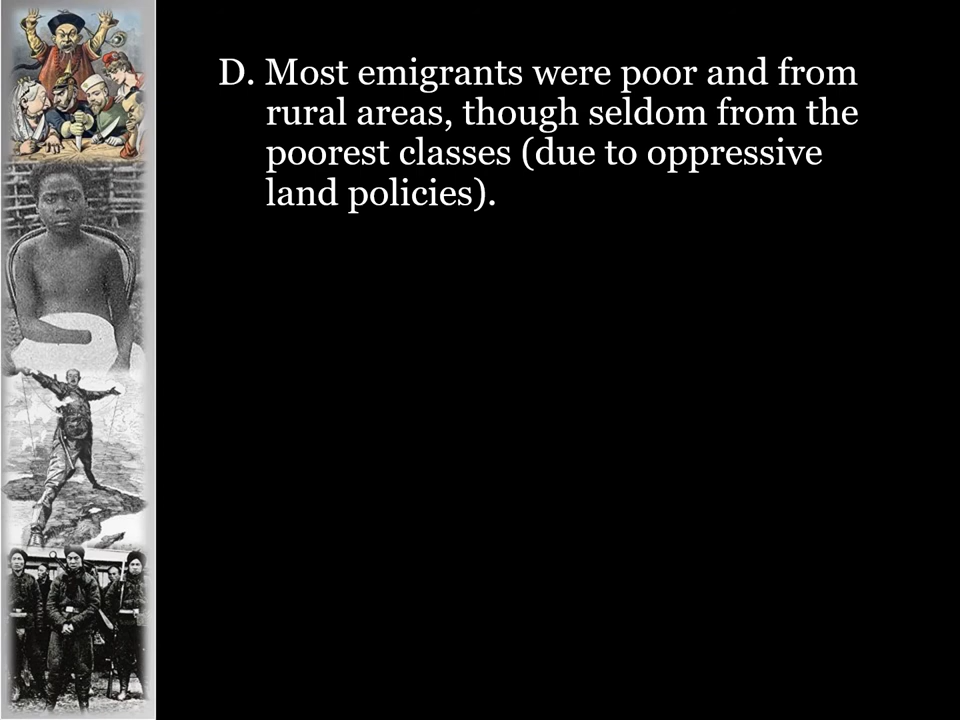 D. Most emigrants were poor and from
rural areas, though seldom from the
poorest classes (due to oppressive
land policies).